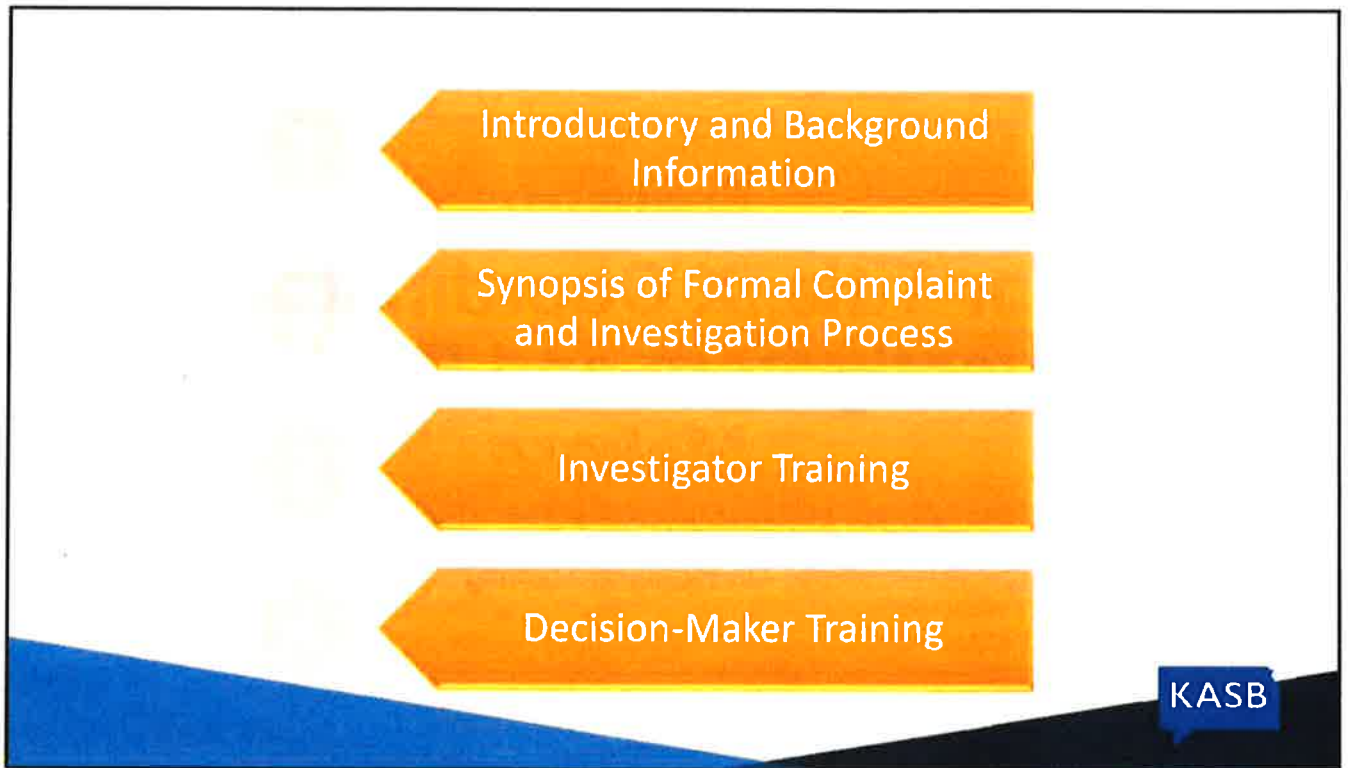 Introductory and Background
Information
Synopsis of Formal Complaint
and Investigation Process
Investigator Training
Decision-Maker Training
KASB